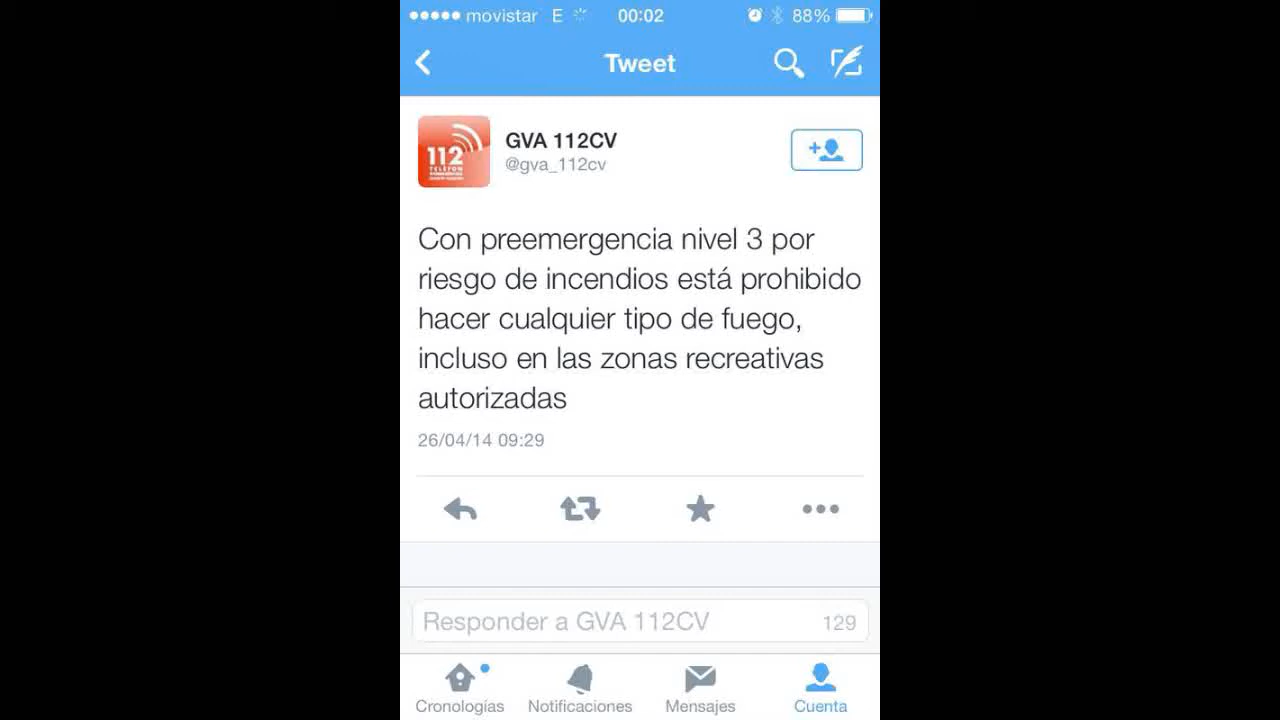 movistar E 00:02 88%
Tweet
112
TELÈFON
GVA 112CV
@gva_112cv
Con preemergencia nivel 3 por
riesgo de incendios está prohibido
hacer cualquier tipo de fuego,
incluso en las zonas recreativas
autorizadas
26/04/14 09:29
Responder a GVA 112CV 129
Cronologías Notificaciones Mensajes Cuenta